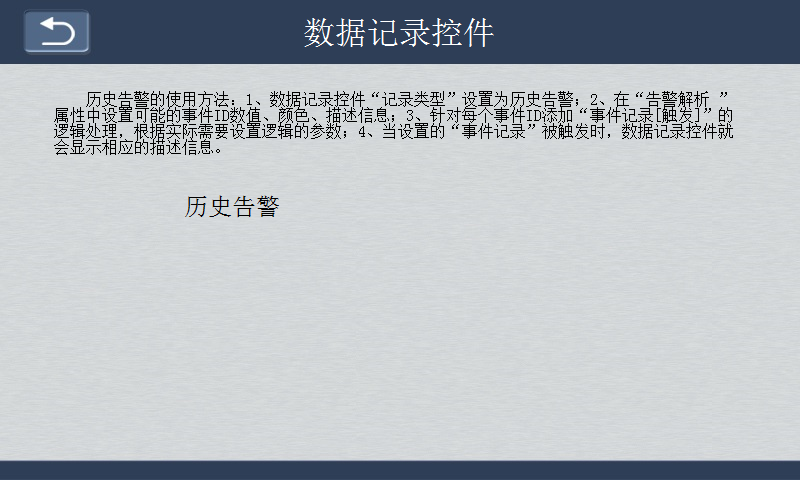 数据记录控件
历史告警的使用方法：1、数据记录控件“记录类型”设置为历史告警；2、在“告警解析 ”
属性中设置可能的事件ID数值、颜色、描述信息；3、针对每个事件ID添加“事件记录[触发]”的
逻辑处理，根据实际需要设置逻辑的参数；4、当设置的“事件记录”被触发时，数据记录控件就
会显示相应的描述信息。
历史告警